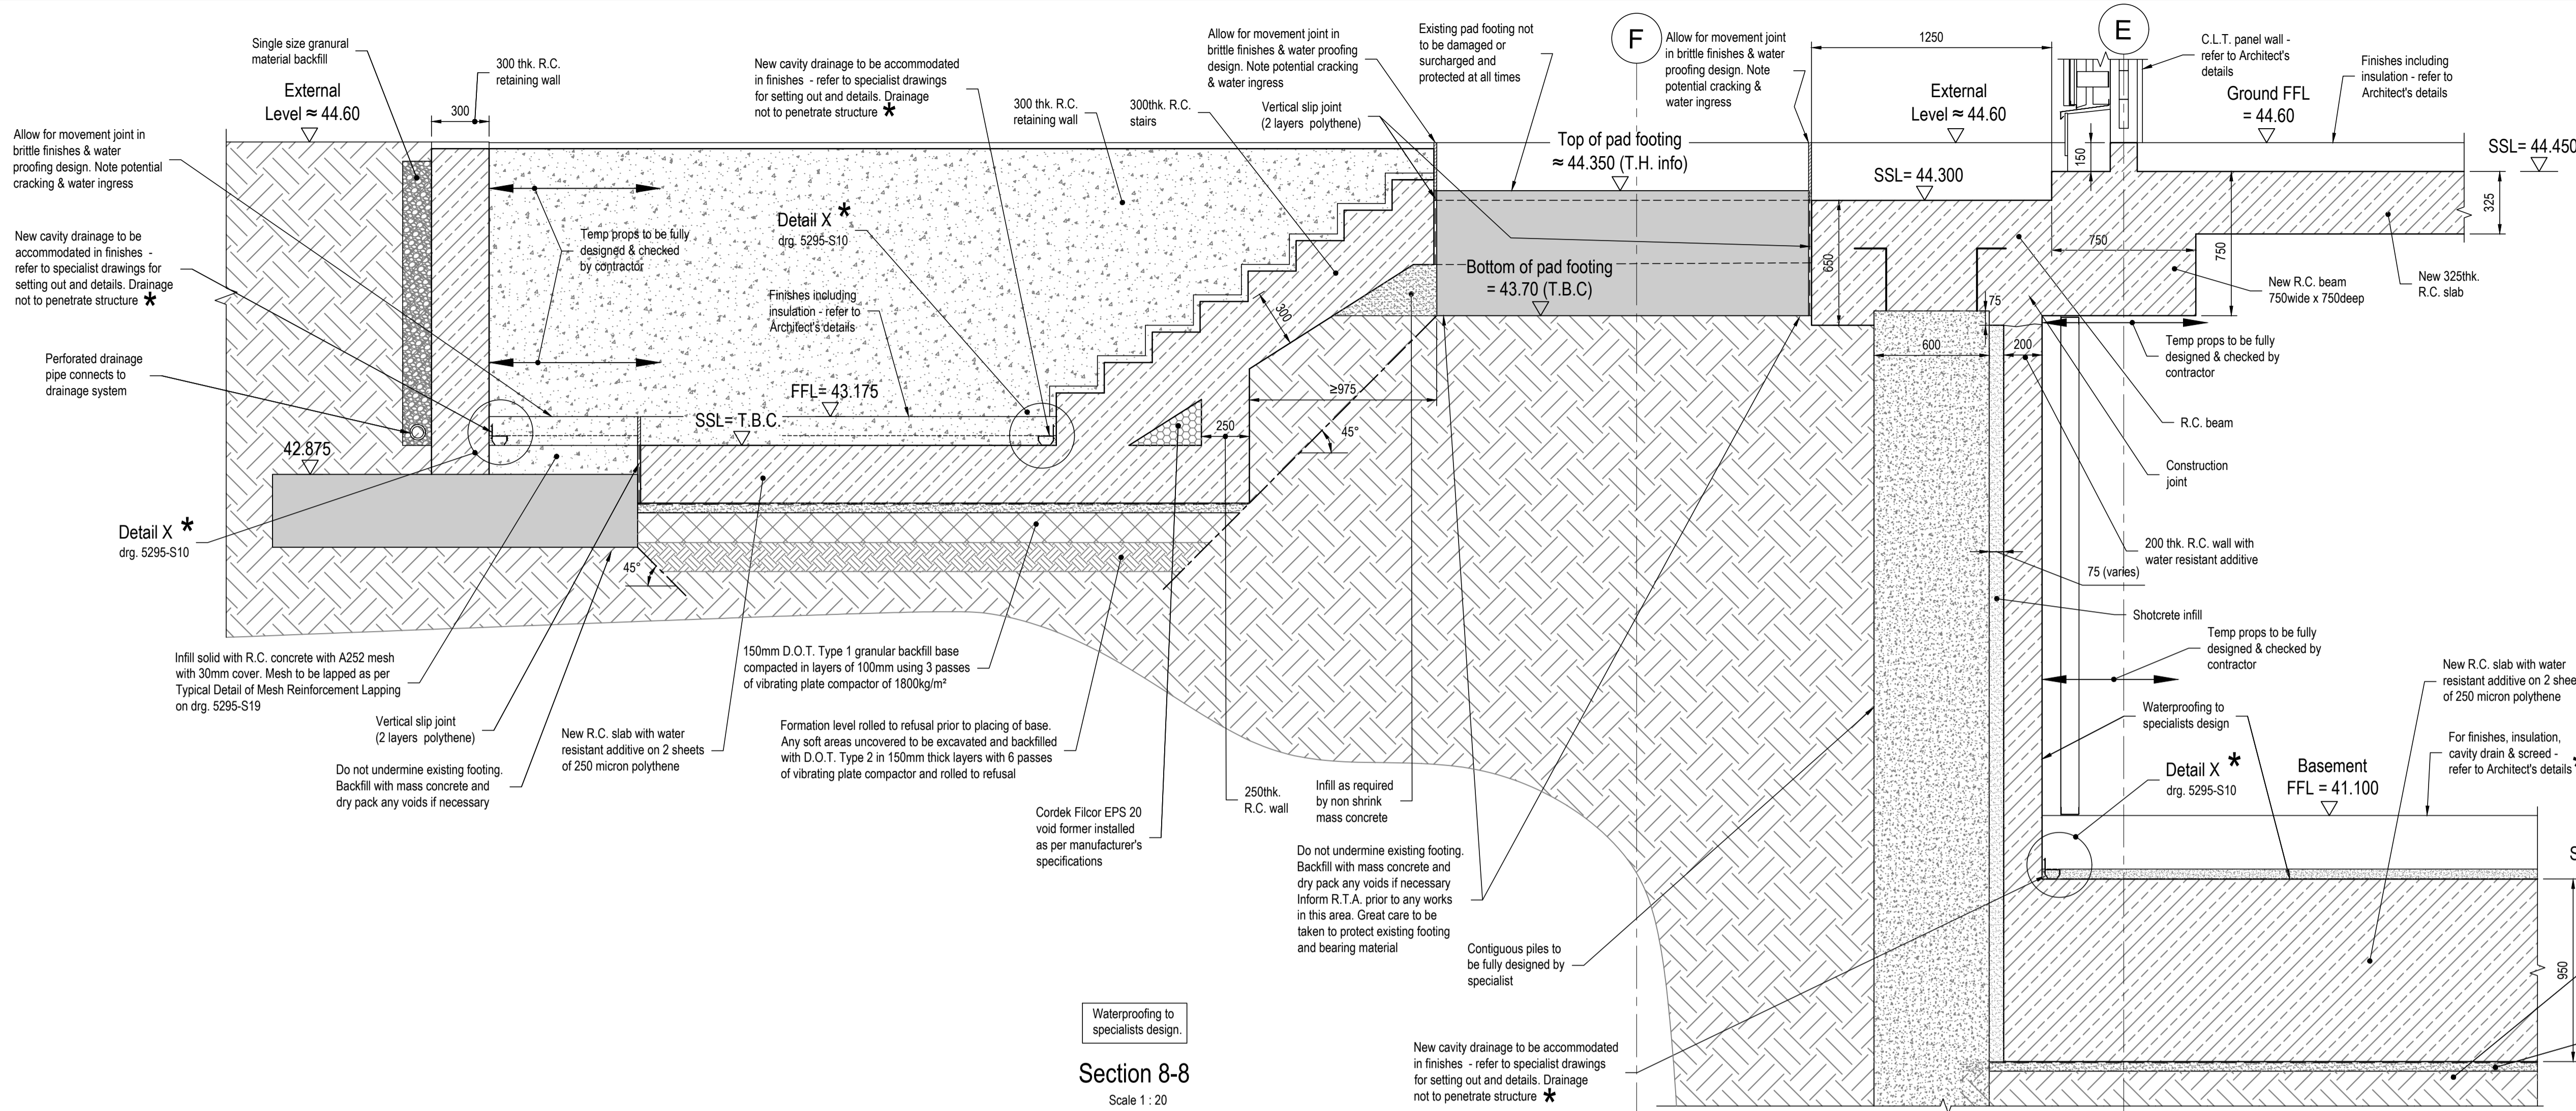 Single size granural
material backfill
External
Level ≈ 44.60
300 thk. R.C.
retaining wall
300
New cavity drainage to be accommodated
in finishes - refer to specialist drawings
for setting out and details. Drainage
not to penetrate structure *
300 thk. R.C.
retaining wall
300thk. R.C.
stairs
Allow for movement joint in
brittle finishes & water proofing
design. Note potential cracking
& water ingress
Vertical slip joint
(2 layers polythene)
Existing pad footing not
to be damaged or
surcharged and
protected at all times
F
Allow for movement joint
in brittle finishes & water
proofing design. Note
potential cracking &
water ingress
1250
E
C.L.T. panel wall -
refer to Architect's
details
Finishes including
insulation - refer to
Architect's details
External
Level ≈ 44.60
Ground FFL
= 44.60
SSL= 44.450
Top of pad footing
≈ 44.350 (T.H. info)
SSL= 44.300
150
325
Allow for movement joint in
brittle finishes & water
proofing design. Note potential
cracking & water ingress
New cavity drainage to be
accommodated in finishes -
refer to specialist drawings for
setting out and details. Drainage
not to penetrate structure *
Perforated drainage
pipe connects to
drainage system
42.875
Detail X *
drg. 5295-S10
Temp props to be fully
designed & checked
by contractor
Detail X *
drg. 5295-S10
Finishes including
insulation - refer to
Architect's details
FFL= 43.175
SSL= T.B.C.
300
250
≥975
45°
45°
Bottom of pad footing
= 43.70 (T.B.C)
650
750
750
75
600
200
New R.C. beam
750wide x 750deep
New 325thk.
R.C. slab
Temp props to be fully
designed & checked by
contractor
R.C. beam
Construction
joint
200 thk. R.C. wall with
water resistant additive
75 (varies)
Shotcrete infill
Temp props to be fully
designed & checked by
contractor
Waterproofing to
specialists design
New R.C. slab with water
resistant additive on 2 shee
of 250 micron polythene
For finishes, insulation,
cavity drain & screed -
refer to Architect's details
Detail X *
drg. 5295-S10
Basement
FFL = 41.100
S
950
Infill solid with R.C. concrete with A252 mesh
with 30mm cover. Mesh to be lapped as per
Typical Detail of Mesh Reinforcement Lapping
on drg. 5295-S19
Vertical slip joint
(2 layers polythene)
Do not undermine existing footing.
Backfill with mass concrete and
dry pack any voids if necessary
New R.C. slab with water
resistant additive on 2 sheets
of 250 micron polythene
150mm D.O.T. Type 1 granular backfill base
compacted in layers of 100mm using 3 passes
of vibrating plate compactor of 1800kg/m²
Formation level rolled to refusal prior to placing of base.
Any soft areas uncovered to be excavated and backfilled
with D.O.T. Type 2 in 150mm thick layers with 6 passes
of vibrating plate compactor and rolled to refusal
Cordek Filcor EPS 20
void former installed
as per manufacturer's
specifications
250thk.
R.C. wall
Infill as required
by non shrink
mass concrete
Do not undermine existing footing.
Backfill with mass concrete and
dry pack any voids if necessary
Inform R.T.A. prior to any works
in this area. Great care to be
taken to protect existing footing
and bearing material
Contiguous piles to
be fully designed by
specialist
New cavity drainage to be accommodated
in finishes - refer to specialist drawings
for setting out and details. Drainage
not to penetrate structure *
Waterproofing to
specialists design.
Section 8-8
Scale 1 : 20